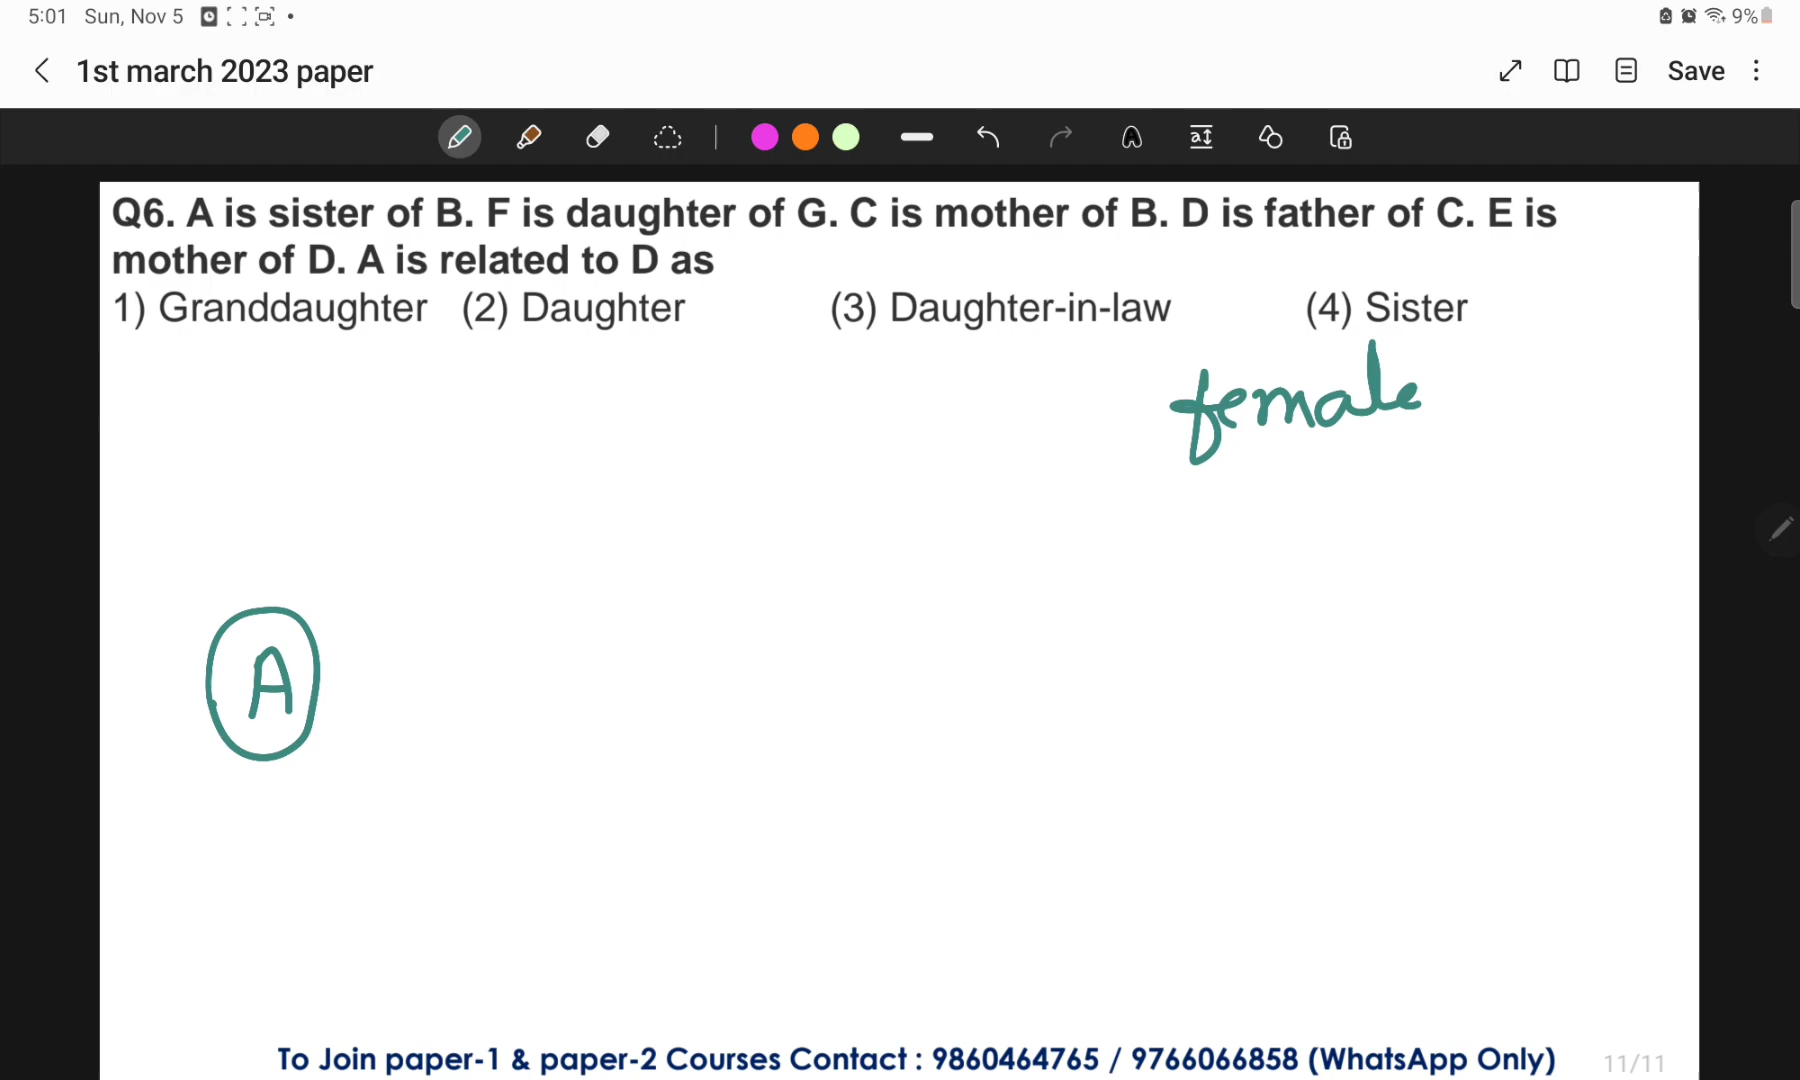 5:01 Sun, Nov 5 9%
1st march 2023 paper Save
Q6. A is sister of B. F is daughter of G. C is mother of B. D is father of C. E is
mother of D. A is related to D as
1) Granddaughter (2) Daughter (3) Daughter-in-law (4) Sister
female
A
To Join paper-1 & paper-2 Courses Contact : 9860464765 / 9766066858 (WhatsApp Only) 11/11